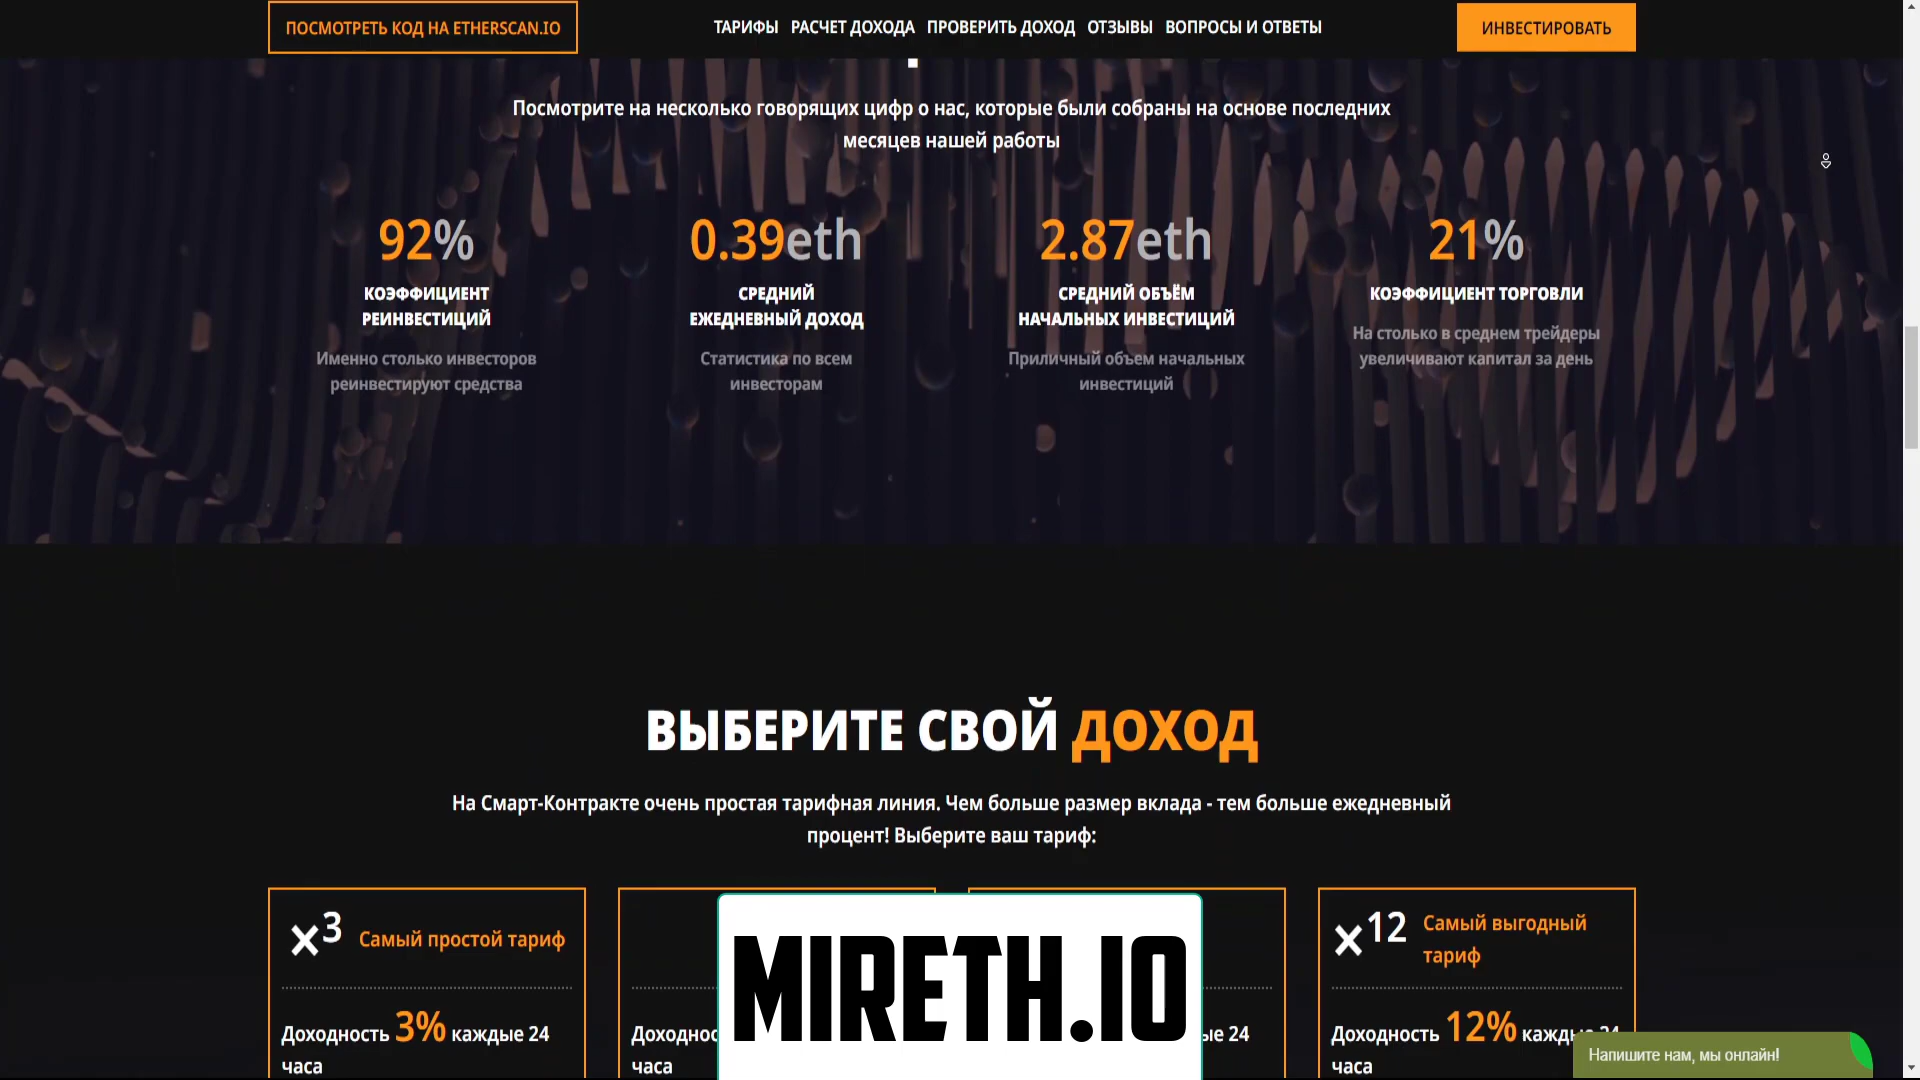 ПОСМОТРЕТЬ КОД НА ETHERSCAN.IO
ТАРИФЫ РАСЧЕТ ДОХОДА ПРОВЕРИТЬ ДОХОД ОТЗЫВЫ ВОПРОСЫ И ОТВЕТЫ
ИНВЕСТИРОВАТЬ
Посмотрите на несколько говорящих цифр о нас, которые были собраны на основе последних
месяцев нашей работы
92%
КОЭФФИЦИЕНТ
РЕИНВЕСТИЦИЙ
Именно столько инвесторов
реинвестируют средства
0.39eth
СРЕДНИЙ
ЕЖЕДНЕВНЫЙ ДОХОД
Статистика по всем
инвесторам
2.87eth
СРЕДНИЙ ОБЪЁМ
НАЧАЛЬНЫХ ИНВЕСТИЦИЙ
Приличный объем начальных
инвестиций
21%
КОЭФФИЦИЕНТ ТОРГОВЛИ
На столько в среднем трейдеры
увеличивают капитал за день
ВЫБЕРИТЕ СВОЙ ДОХОД
На Смарт-Контракте очень простая тарифная линия. Чем больше размер вклада - тем больше ежедневный
процент! Выберите ваш тариф:
×3 Самый простой тариф
Доходность 3% каждые 24
часа
24
MIRETH.IO
×12 Самый выгодный
тариф
Доходность 12%
часа
Напишите нам, мы онлайн!